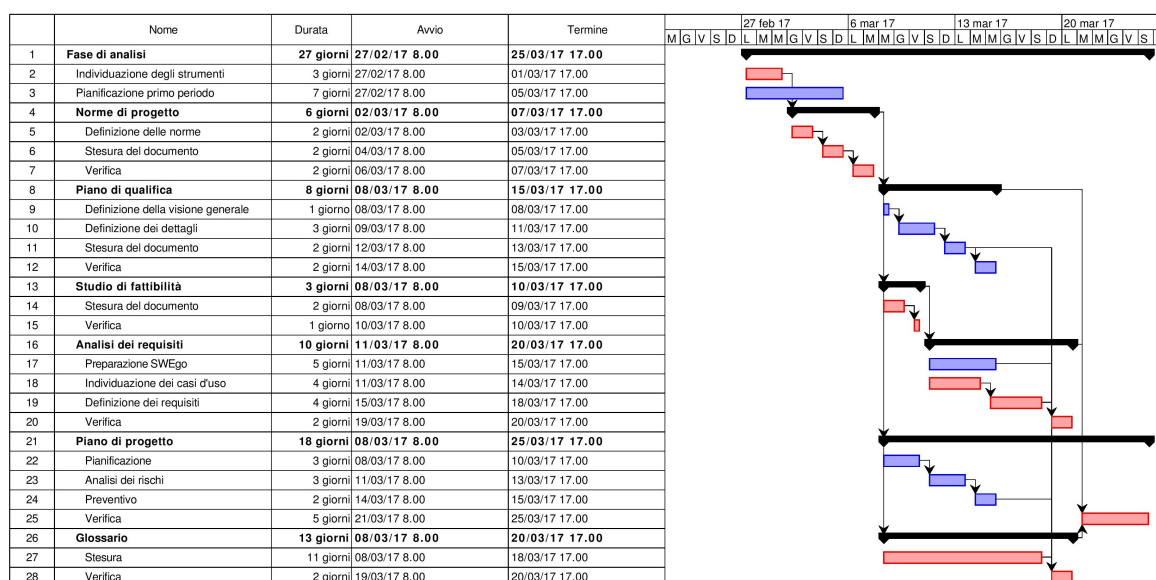 Nome Durata Avvio Termine 27 feb 17 6 mar 17 13 mar 17 20 mar 17
M G V S D L M M G V S D L M M G V S D L M M G V S D L M M G V S
1 Fase di analisi 27 giorni 27/02/17 8.00 25/03/17 17.00
2 Individuazione degli strumenti 3 giorni 27/02/17 8.00 01/03/17 17.00
3 Pianificazione primo periodo 7 giorni 27/02/17 8.00 05/03/17 17.00
4 Norme di progetto 6 giorni 02/03/17 8.00 07/03/17 17.00
5 Definizione delle norme 2 giorni 02/03/17 8.00 03/03/17 17.00
6 Stesura del documento 2 giorni 04/03/17 8.00 05/03/17 17.00
7 Verifica 2 giorni 06/03/17 8.00 07/03/17 17.00
8 Piano di qualifica 8 giorni 08/03/17 8.00 15/03/17 17.00
9 Definizione della visione generale 1 giorno 08/03/17 8.00 08/03/17 17.00
10 Definizione dei dettagli 3 giorni 09/03/17 8.00 11/03/17 17.00
11 Stesura del documento 2 giorni 12/03/17 8.00 13/03/17 17.00
12 Verifica 2 giorni 14/03/17 8.00 15/03/17 17.00
13 Studio di fattibilità 3 giorni 08/03/17 8.00 10/03/17 17.00
14 Stesura del documento 2 giorni 08/03/17 8.00 09/03/17 17.00
15 Verifica 1 giorno 10/03/17 8.00 10/03/17 17.00
16 Analisi dei requisiti 10 giorni 11/03/17 8.00 20/03/17 17.00
17 Preparazione SWEgo 5 giorni 11/03/17 8.00 15/03/17 17.00
18 Individuazione dei casi d'uso 4 giorni 11/03/17 8.00 14/03/17 17.00
19 Definizione dei requisiti 4 giorni 15/03/17 8.00 18/03/17 17.00
20 Verifica 2 giorni 19/03/17 8.00 20/03/17 17.00
21 Piano di progetto 18 giorni 08/03/17 8.00 25/03/17 17.00
22 Pianificazione 3 giorni 08/03/17 8.00 10/03/17 17.00
23 Analisi dei rischi 3 giorni 11/03/17 8.00 13/03/17 17.00
24 Preventivo 2 giorni 14/03/17 8.00 15/03/17 17.00
25 Verifica 5 giorni 21/03/17 8.00 25/03/17 17.00
26 Glossario 13 giorni 08/03/17 8.00 20/03/17 17.00
27 Stesura 11 giorni 08/03/17 8.00 18/03/17 17.00
28 Verifica 2 giorni 19/03/17 8.00 20/03/17 17.00